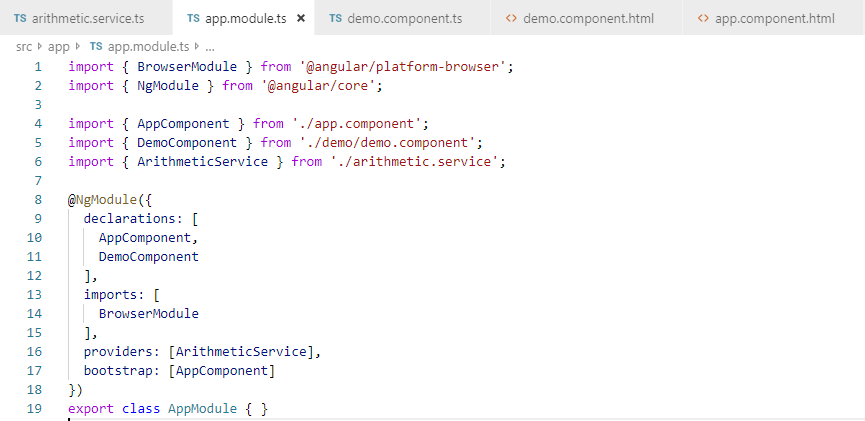 TS arithmetic.service.ts TS app.module.ts × TS demo.component.ts <> demo.component.html <> app.component.html
src > app > TS app.module.ts > ...
1 import { BrowserModule } from '@angular/platform-browser';
2 import { NgModule } from '@angular/core';
3
4 import { AppComponent } from './app.component';
5 import { DemoComponent } from './demo/demo.component';
6 import { ArithmeticService } from './arithmetic.service';
7
8 @NgModule({
9   declarations: [
10     AppComponent,
11     DemoComponent
12   ],
13   imports: [
14     BrowserModule
15   ],
16   providers: [ArithmeticService],
17   bootstrap: [AppComponent]
18 })
19 export class AppModule { }